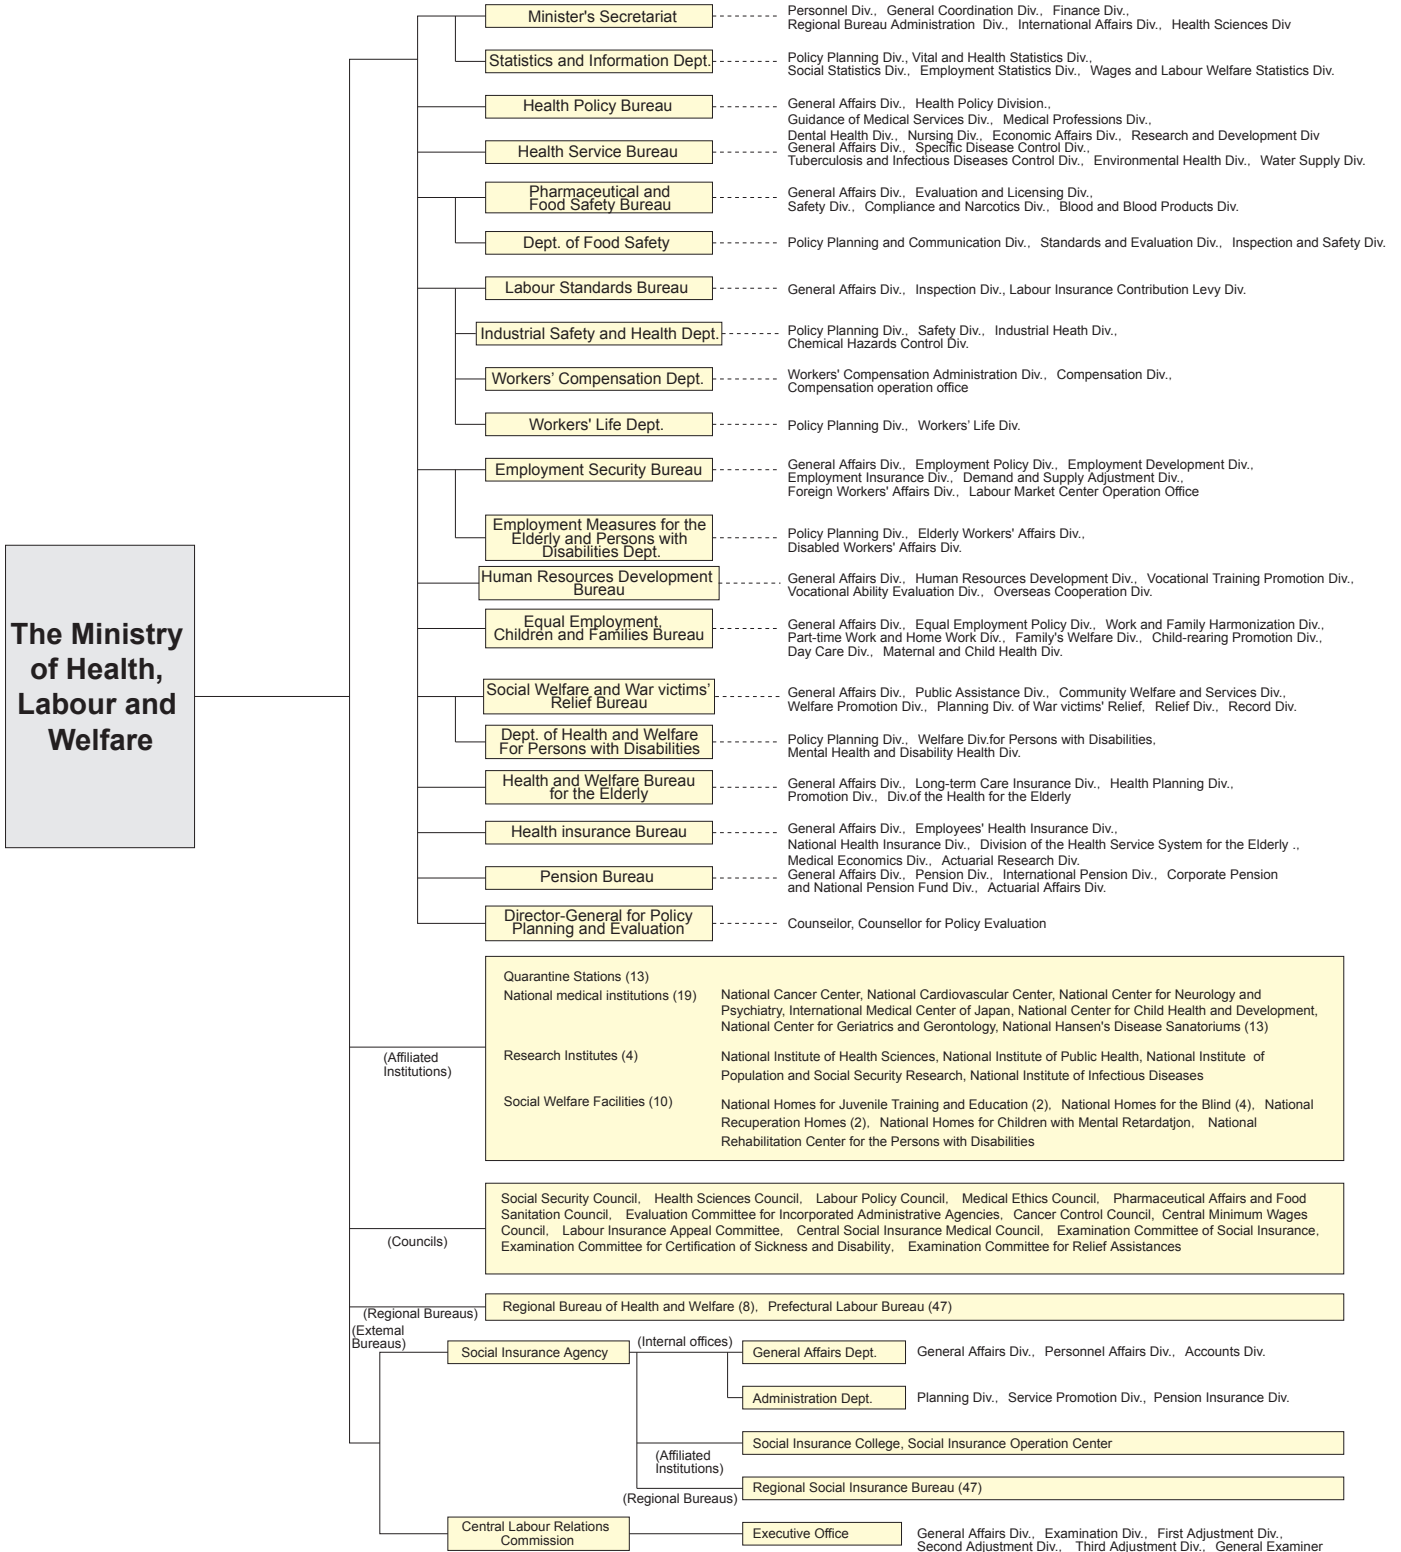 The Ministry
of Health,
Labour and
Welfare
Minister's Secretariat
Personnel Div., General Coordination Div., Finance Div.,
Regional Bureau Administration Div., International Affairs Div., Health Sciences Div
Statistics and Information Dept.
Policy Planning Div., Vital and Health Statistics Div.,
Social Statistics Div., Employment Statistics Div., Wages and Labour Welfare Statistics Div.
Health Policy Bureau
General Affairs Div., Health Policy Division.,
Guidance of Medical Services Div., Medical Professions Div.,
Dental Health Div., Nursing Div., Economic Affairs Div., Research and Development Div
Health Service Bureau
General Affairs Div., Specific Disease Control Div.,
Tuberculosis and Infectious Diseases Control Div., Environmental Health Div., Water Supply Div.
Pharmaceutical and
Food Safety Bureau
General Affairs Div., Evaluation and Licensing Div.,
Safety Div., Compliance and Narcotics Div., Blood and Blood Products Div.
Dept. of Food Safety
Policy Planning and Communication Div., Standards and Evaluation Div., Inspection and Safety Div.
Labour Standards Bureau
General Affairs Div., Inspection Div., Labour Insurance Contribution Levy Div.
Industrial Safety and Health Dept.
Policy Planning Div., Safety Div., Industrial Heath Div.,
Chemical Hazards Control Div.
Workers’ Compensation Dept.
Workers' Compensation Administration Div., Compensation Div.,
Compensation operation office
Workers' Life Dept.
Policy Planning Div., Workers’ Life Div.
Employment Security Bureau
General Affairs Div., Employment Policy Div., Employment Development Div.,
Employment Insurance Div., Demand and Supply Adjustment Div.,
Foreign Workers' Affairs Div., Labour Market Center Operation Office
Employment Measures for the
Elderly and Persons with
Disabilities Dept.
Policy Planning Div., Elderly Workers' Affairs Div.,
Disabled Workers' Affairs Div.
Human Resources Development
Bureau
General Affairs Div., Human Resources Development Div., Vocational Training Promotion Div.,
Vocational Ability Evaluation Div., Overseas Cooperation Div.
Equal Employment,
Children and Families Bureau
General Affairs Div., Equal Employment Policy Div., Work and Family Harmonization Div.,
Part-time Work and Home Work Div., Family's Welfare Div., Child-rearing Promotion Div.,
Day Care Div., Maternal and Child Health Div.
Social Welfare and War victims’
Relief Bureau
General Affairs Div., Public Assistance Div., Community Welfare and Services Div.,
Welfare Promotion Div., Planning Div. of War victims' Relief, Relief Div., Record Div.
Dept. of Health and Welfare
For Persons with Disabilities
Policy Planning Div., Welfare Div.for Persons with Disabilities,
Mental Health and Disability Health Div.
Health and Welfare Bureau
for the Elderly
General Affairs Div., Long-term Care Insurance Div., Health Planning Div.,
Promotion Div., Div.of the Health for the Elderly
Health insurance Bureau
General Affairs Div., Employees' Health Insurance Div.,
National Health Insurance Div., Division of the Health Service System for the Elderly .,
Medical Economics Div., Actuarial Research Div.
Pension Bureau
General Affairs Div., Pension Div., International Pension Div., Corporate Pension
and National Pension Fund Div., Actuarial Affairs Div.
Director-General for Policy
Planning and Evaluation
Counseilor, Counsellor for Policy Evaluation
(Affiliated
Institutions)
Quarantine Stations (13)
National medical institutions (19)
National Cancer Center, National Cardiovascular Center, National Center for Neurology and
Psychiatry, International Medical Center of Japan, National Center for Child Health and Development,
National Center for Geriatrics and Gerontology, National Hansen's Disease Sanatoriums (13)
Research Institutes (4)
National Institute of Health Sciences, National Institute of Public Health, National Institute of
Population and Social Security Research, National Institute of Infectious Diseases
Social Welfare Facilities (10)
National Homes for Juvenile Training and Education (2), National Homes for the Blind (4), National
Recuperation Homes (2), National Homes for Children with Mental Retardatjon, National
Rehabilitation Center for the Persons with Disabilities
(Councils)
Social Security Council, Health Sciences Council, Labour Policy Council, Medical Ethics Council, Pharmaceutical Affairs and Food
Sanitation Council, Evaluation Committee for Incorporated Administrative Agencies, Cancer Control Council, Central Minimum Wages
Council, Labour Insurance Appeal Committee, Central Social Insurance Medical Council, Examination Committee of Social Insurance,
Examination Committee for Certification of Sickness and Disability, Examination Committee for Relief Assistances
(Regional Bureaus)
Regional Bureau of Health and Welfare (8), Prefectural Labour Bureau (47)
(External
Bureaus)
Social Insurance Agency
(Internal offices)
General Affairs Dept.
General Affairs Div., Personnel Affairs Div., Accounts Div.
Administration Dept.
Planning Div., Service Promotion Div., Pension Insurance Div.
(Affiliated
Institutions)
Social Insurance College, Social Insurance Operation Center
(Regional Bureaus)
Regional Social Insurance Bureau (47)
Central Labour Relations
Commission
Executive Office
General Affairs Div., Examination Div., First Adjustment Div.,
Second Adjustment Div., Third Adjustment Div., General Examiner